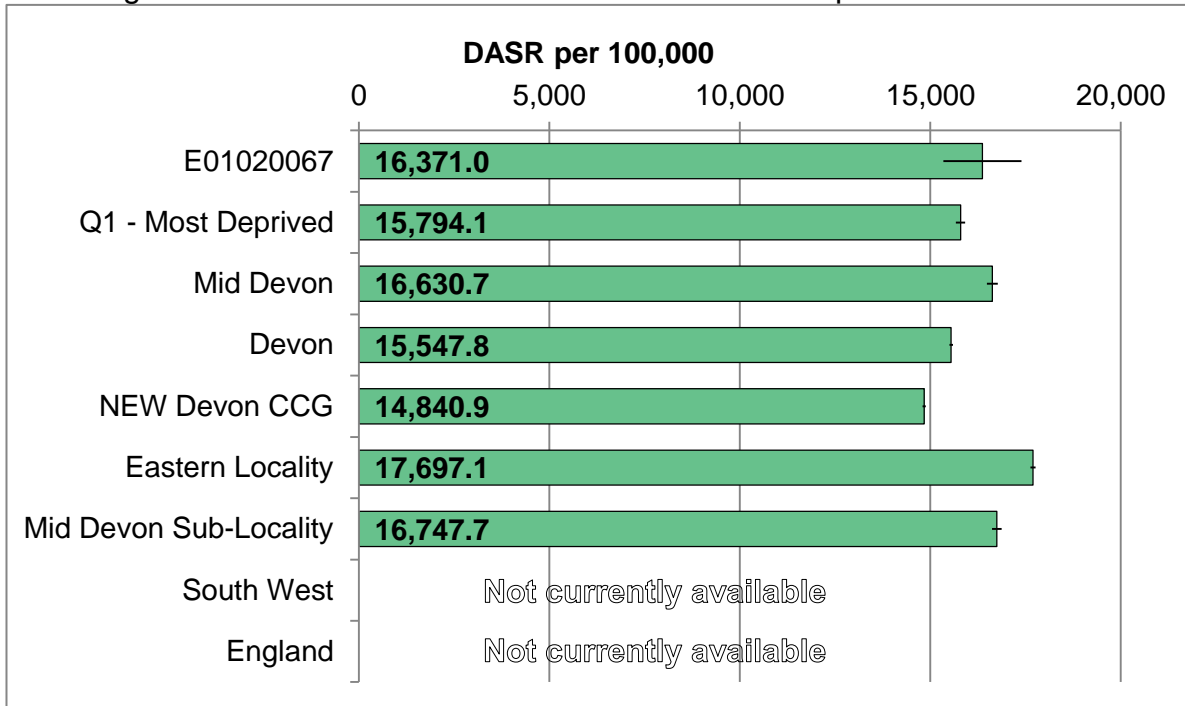 DASR per 100,000
0 5,000 10,000 15,000 20,000
E01020067 16,371.0
Q1 - Most Deprived 15,794.1
Mid Devon 16,630.7
Devon 15,547.8
NEW Devon CCG 14,840.9
Eastern Locality 17,697.1
Mid Devon Sub-Locality 16,747.7
South West Not currently available
England Not currently available